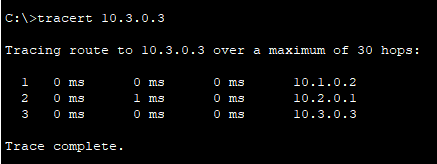 C:\>tracert 10.3.0.3
Tracing route to 10.3.0.3 over a maximum of 30 hops:
1 0 ms 0 ms 0 ms 10.1.0.2
2 0 ms 1 ms 0 ms 10.2.0.1
3 0 ms 0 ms 0 ms 10.3.0.3
Trace complete.